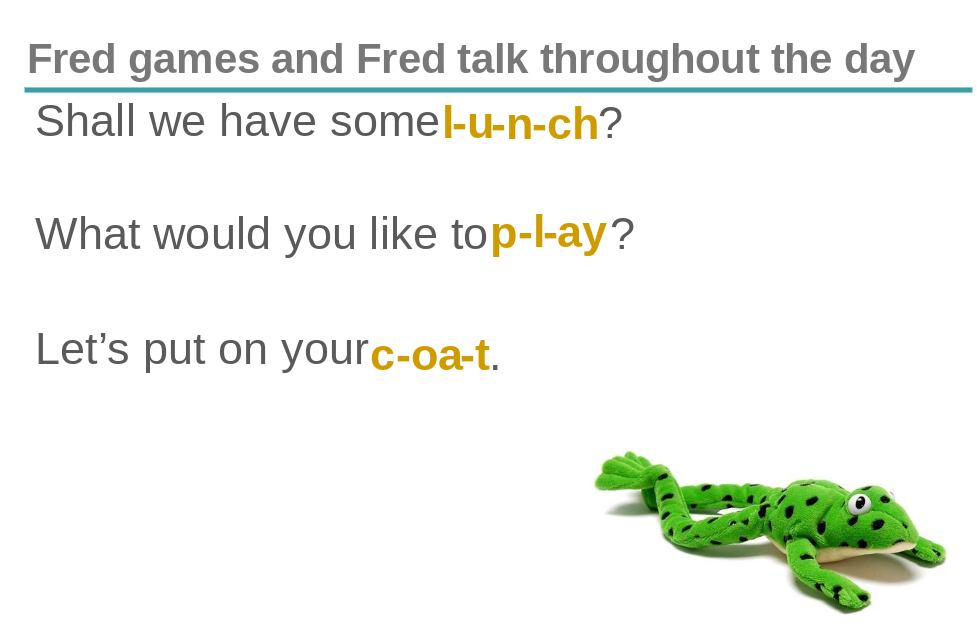 Fred games and Fred talk throughout the day
Shall we have some l-u-n-ch?
What would you like to p-l-ay?
Let’s put on your c-oa-t.